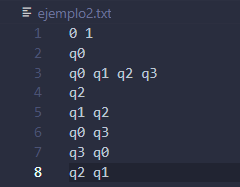 ejemplo2.txt
1 0 1
2 q0
3 q0 q1 q2 q3
4 q2
5 q1 q2
6 q0 q3
7 q3 q0
8 q2 q1